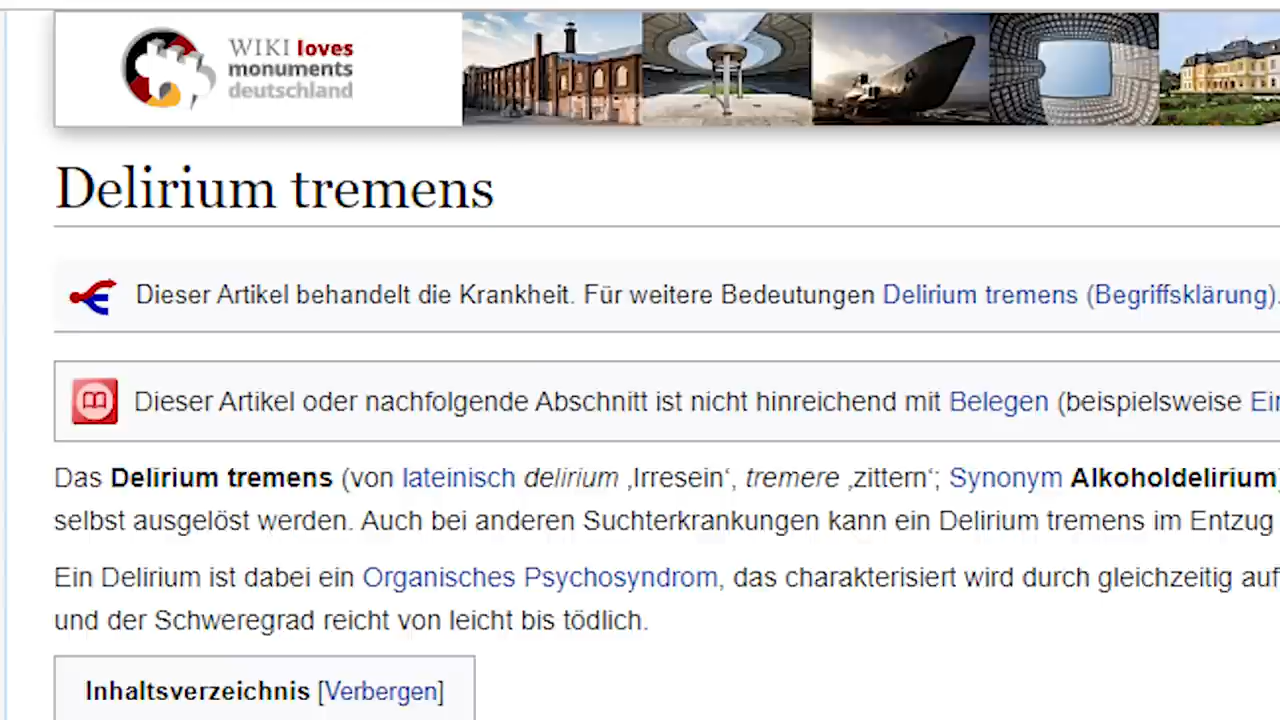 WIKI loves
monuments
deutschland
Delirium tremens
Dieser Artikel behandelt die Krankheit. Für weitere Bedeutungen Delirium tremens (Begriffsklärung).
Dieser Artikel oder nachfolgende Abschnitt ist nicht hinreichend mit Belegen (beispielsweise
Das Delirium tremens (von lateinisch delirium ‚Irresein‘, tremere ‚zittern‘; Synonym Alkoholdelirium)
selbst ausgelöst werden. Auch bei anderen Suchterkrankungen kann ein Delirium tremens im Entzug
Ein Delirium ist dabei ein Organisches Psychosyndrom, das charakterisiert wird durch gleichzeitig
und der Schweregrad reicht von leicht bis tödlich.
Inhaltsverzeichnis [Verbergen]